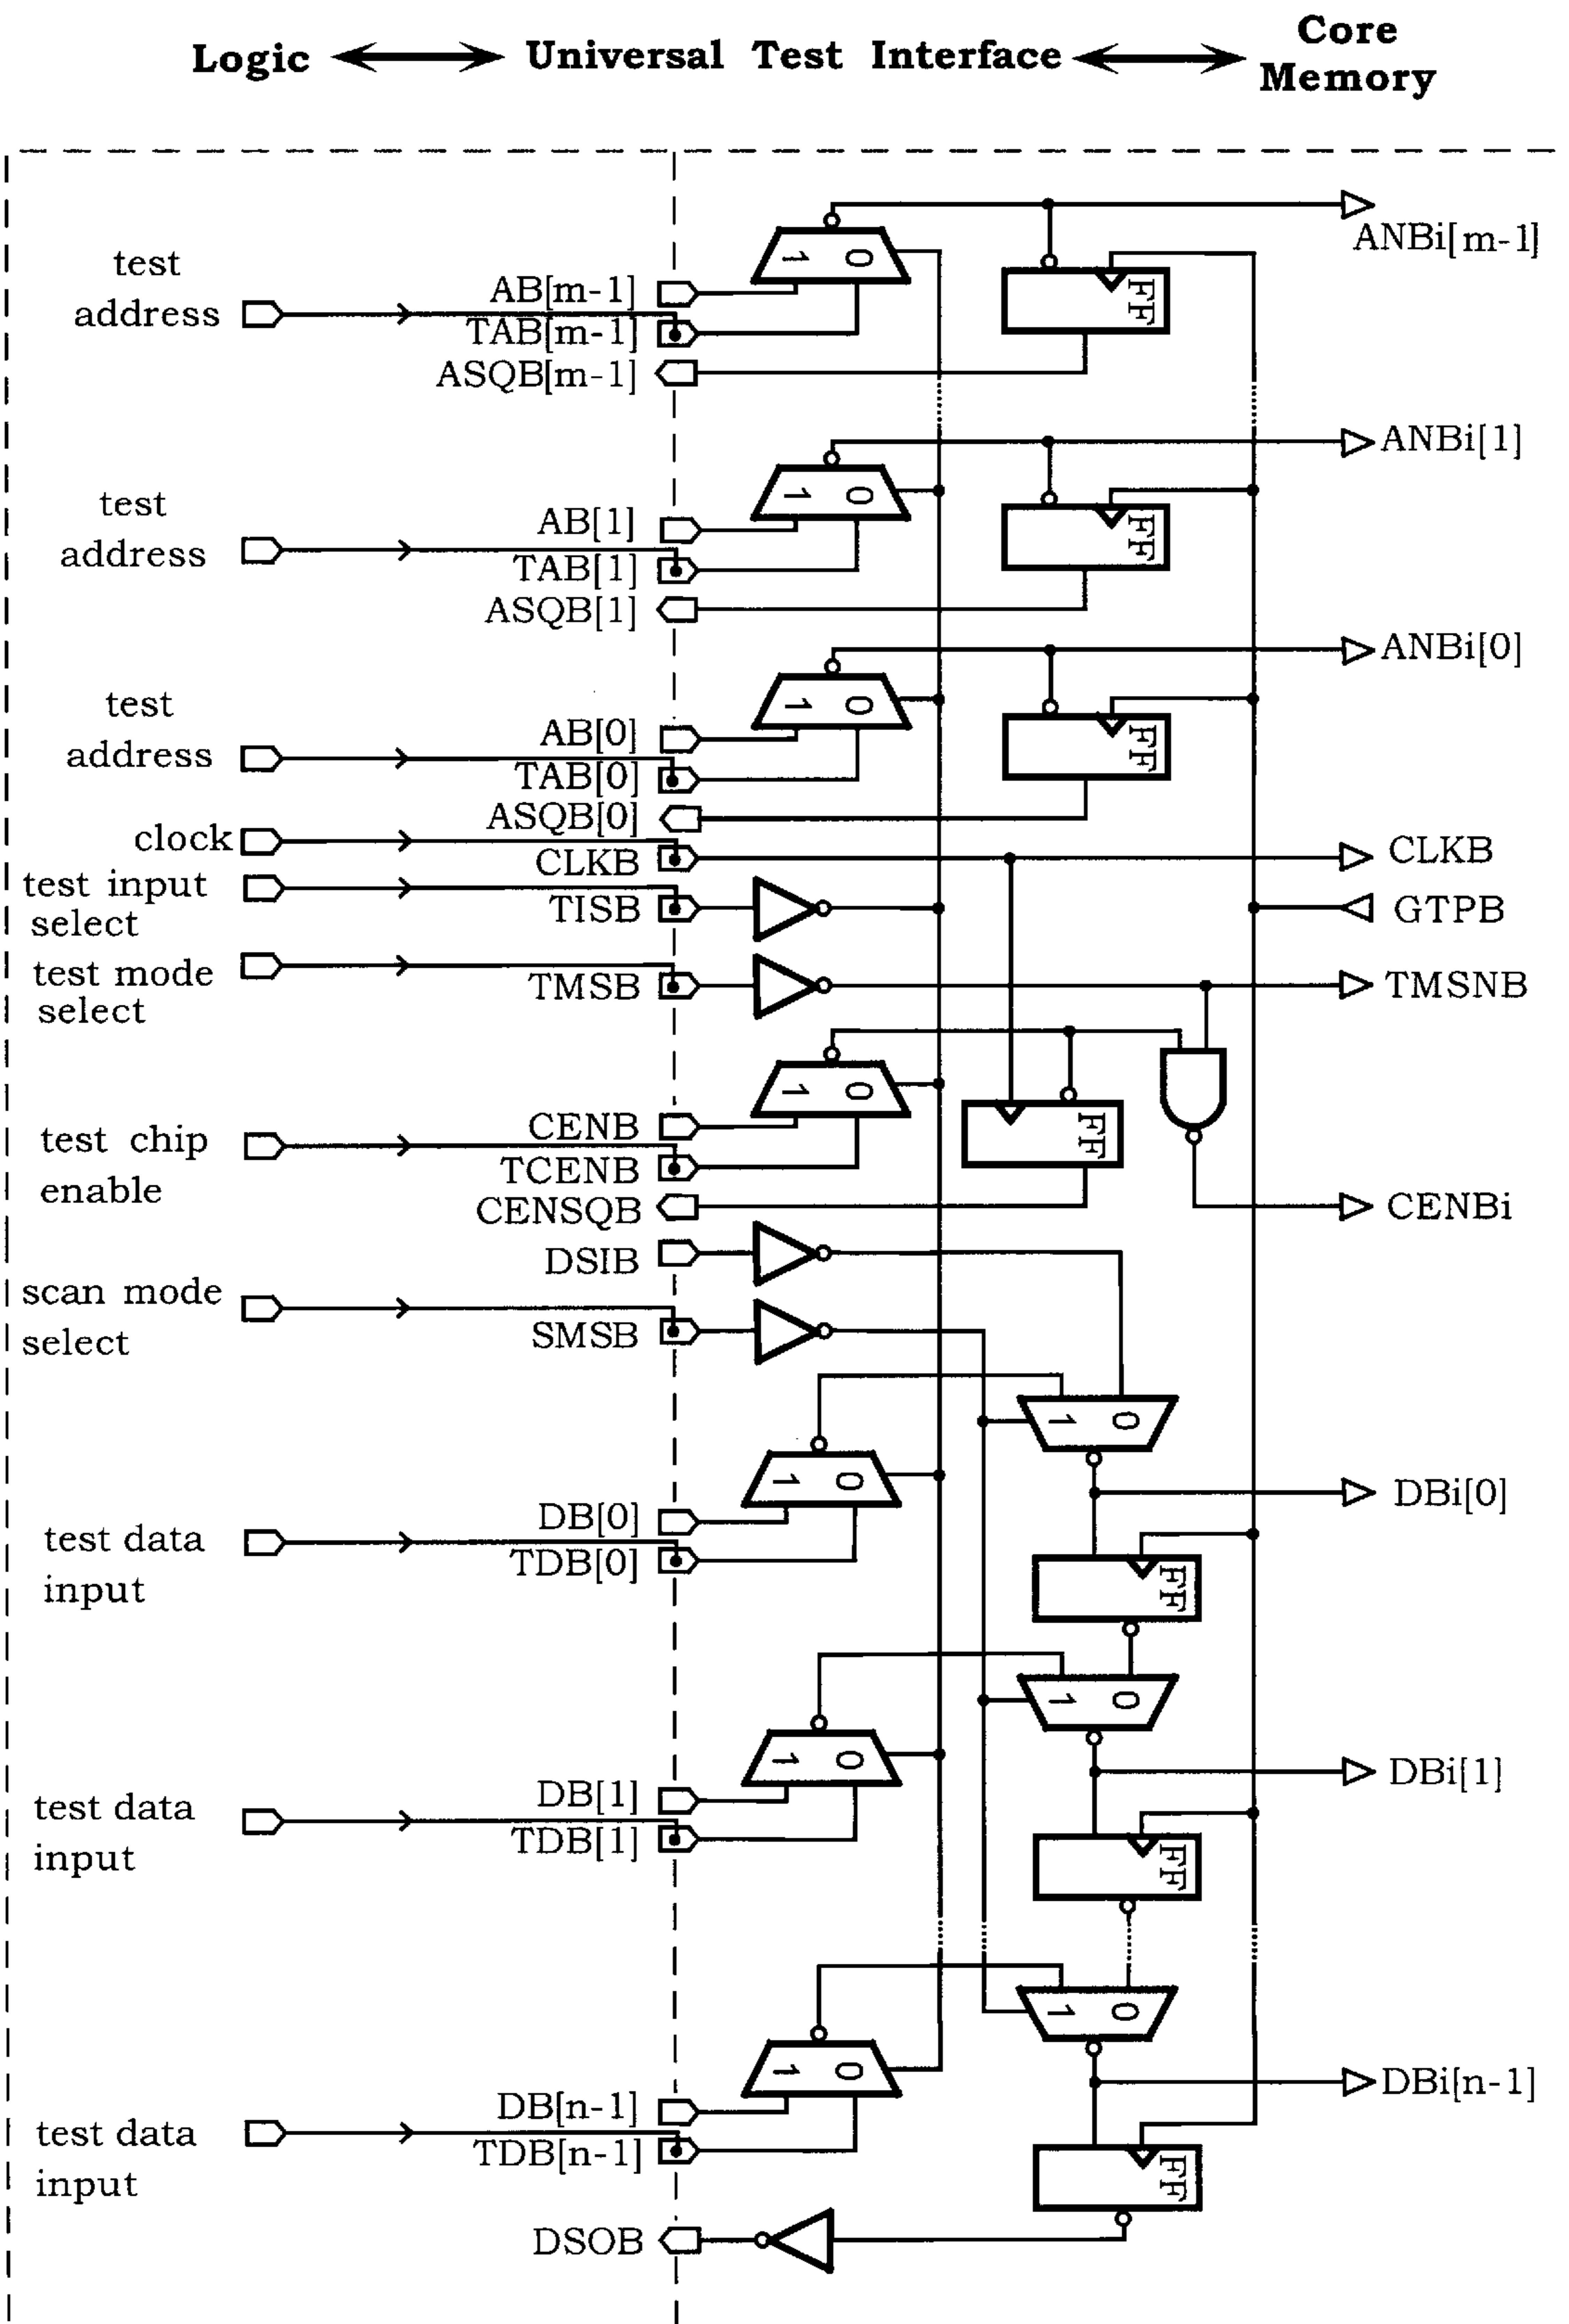 Logic Universal Test Interface Core
Memory
ANBi[m-1]
test
address
AB[m-1]
TAB[m-1]
ASQB[m-1]
1 0
FF
ANBi[1]
test
address
AB[1]
TAB[1]
ASQB[1]
1 0
FF
ANBi[0]
test
address
AB[0]
TAB[0]
ASQB[0]
1 0
FF
clock
CLKB
CLKB
test input
select
TISB
GTPB
test mode
select
TMSB
TMSNB
1 0
FF
test chip
enable
CENB
TCENB
CENSQB
CENBi
DSIB
scan mode
select
SMSB
1 0
1 0
DBi[0]
test data
input
DB[0]
TDB[0]
FF
1 0
1 0
DBi[1]
test data
input
DB[1]
TDB[1]
FF
1 0
1 0
DBi[n-1]
test data
input
DB[n-1]
TDB[n-1]
FF
DSOB